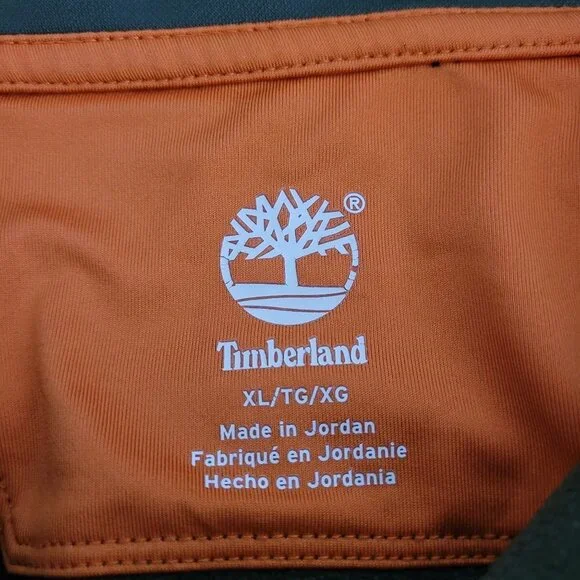 ®
Timberland
XL/TG/XG
Made in Jordan
Fabriqué en Jordanie
Hecho en Jordania